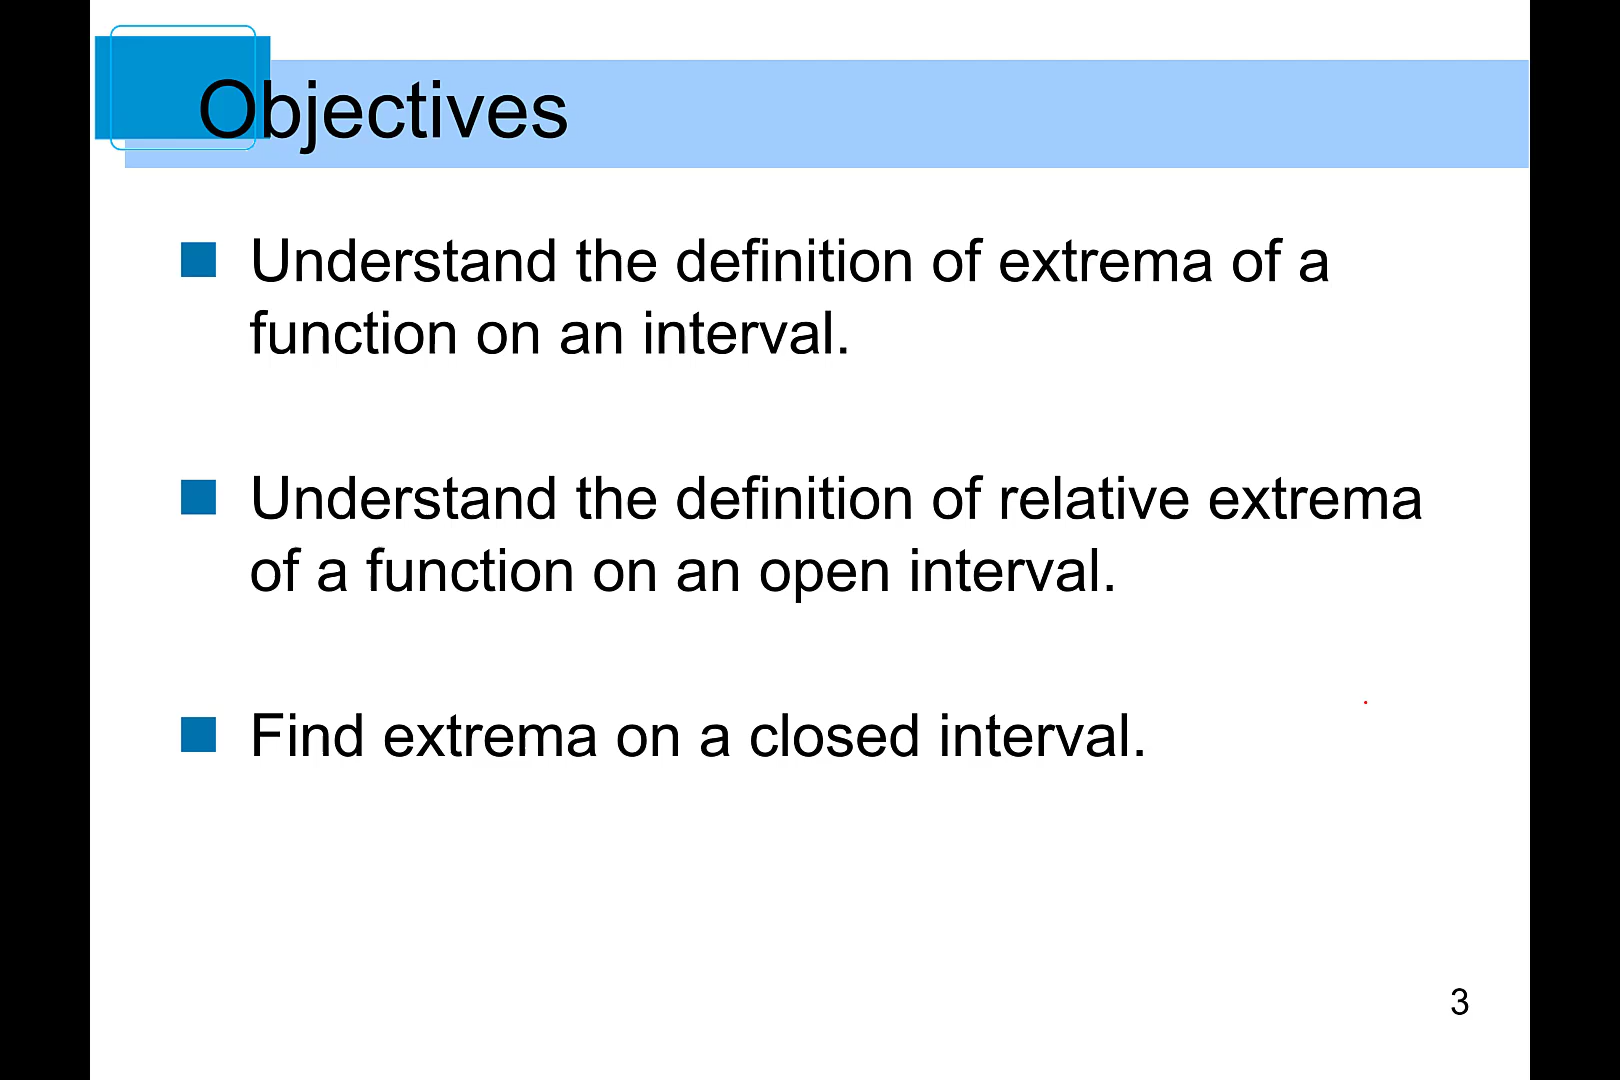 Objectives
Understand the definition of extrema of a
function on an interval.
Understand the definition of relative extrema
of a function on an open interval.
Find extrema on a closed interval.
3